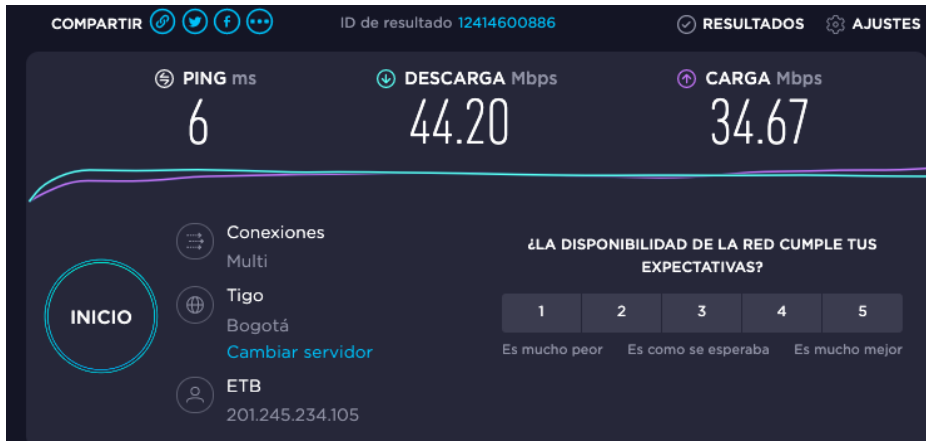 COMPARTIR
ID de resultado 12414600886
RESULTADOS
AJUSTES
PING ms
6
DESCARGA Mbps
44.20
CARGA Mbps
34.67
INICIO
Conexiones
Multi
Tigo
Bogotá
Cambiar servidor
ETB
201.245.234.105
¿LA DISPONIBILIDAD DE LA RED CUMPLE TUS
EXPECTATIVAS?
1 2 3 4 5
Es mucho peor Es como se esperaba Es mucho mejor